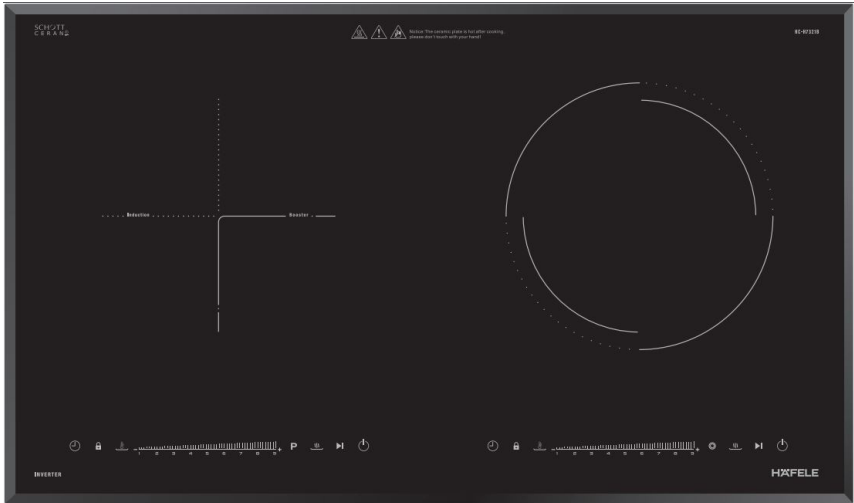 SCHOTT
CERAN
Notice: The ceramic plate is hot after cooking,
please don't touch with your hand!
Induction
Booster
P
1 2 3 4 5 6 7 8 9
1 2 3 4 5 6 7 8 9
INVERTER
HÄFELE